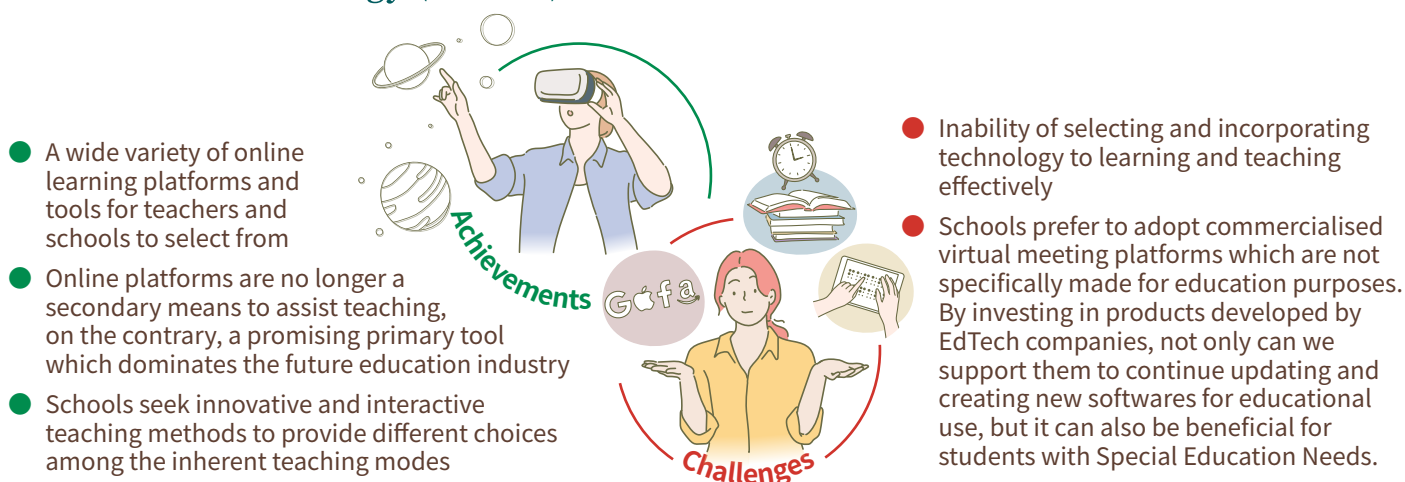 A wide variety of online
learning platforms and
tools for teachers and
schools to select from
Online platforms are no longer a
secondary means to assist teaching,
on the contrary, a promising primary tool
which dominates the future education industry
Schools seek innovative and interactive
teaching methods to provide different choices
among the inherent teaching modes
Achievements
G fa
Challenges
Inability of selecting and incorporating
technology to learning and teaching
effectively
Schools prefer to adopt commercialised
virtual meeting platforms which are not
specifically made for education purposes.
By investing in products developed by
EdTech companies, not only can we
support them to continue updating and
creating new softwares for educational
use, but it can also be beneficial for
students with Special Education Needs.